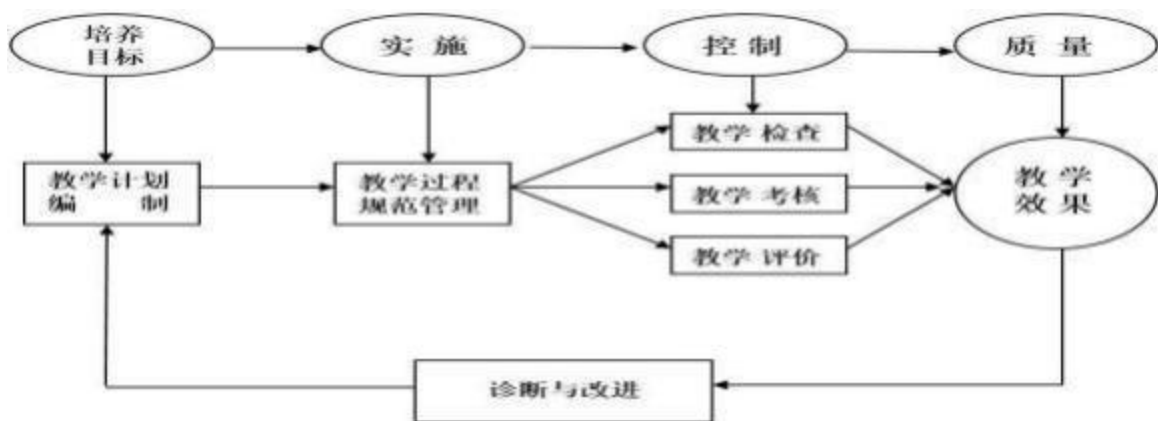 培养
目标
实 施
控 制
质 量
教学 检查
教学计划
编 制
教学过程
规范管理
教学 考核
教 学
效 果
教学 评价
诊断与改进